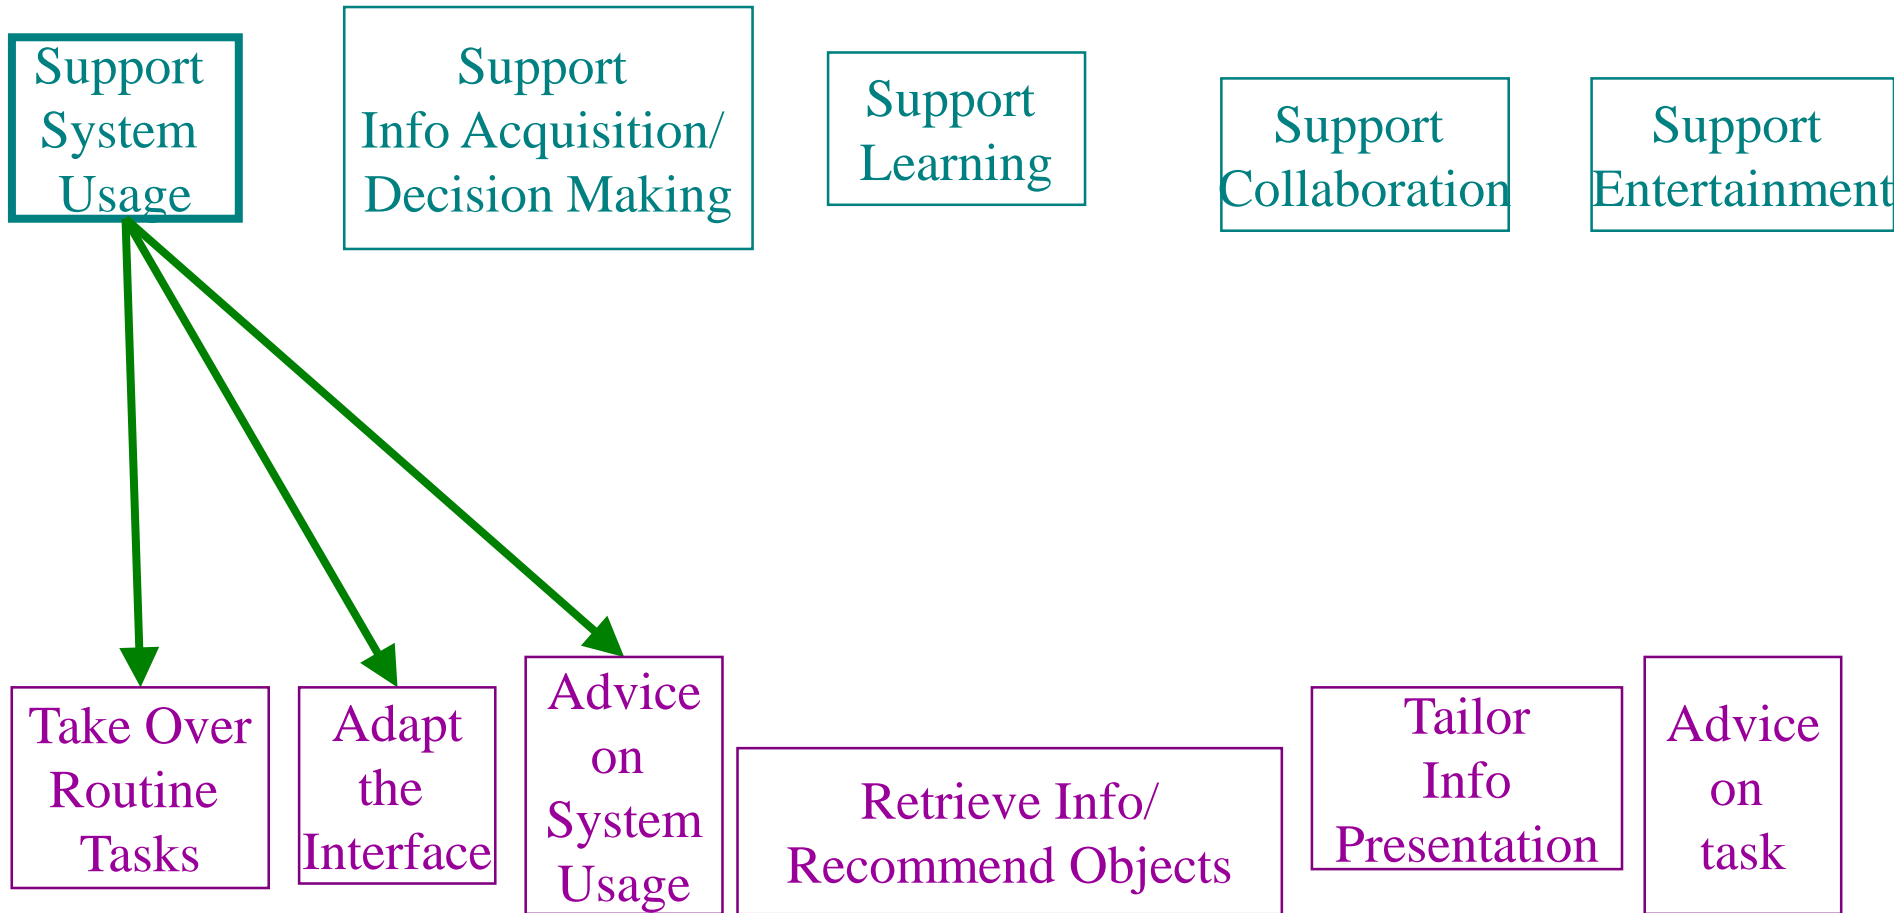 Support
System
Usage
Support
Info Acquisition/
Decision Making
Support
Learning
Support
Collaboration
Support
Entertainment
Take Over
Routine
Tasks
Adapt
the
Interface
Advice
on
System
Usage
Retrieve Info/
Recommend Objects
Tailor
Info
Presentation
Advice
on
task